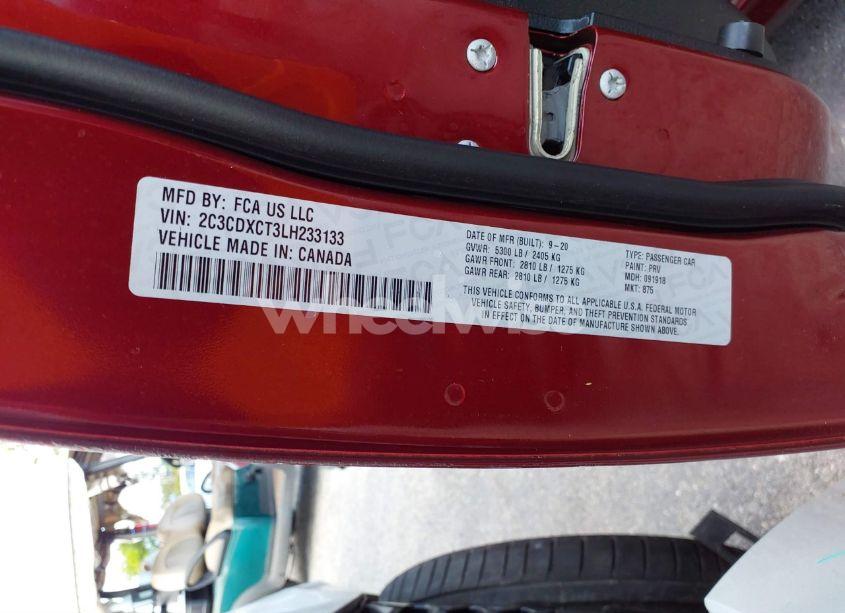 MFD BY: FCA US LLC
VIN: 2C3CDXCT3LH233133
VEHICLE MADE IN: CANADA
DATE OF MFR (BUILT): 9-20
GVWR: 5300 LB / 2405 KG
GAWR FRONT: 2810 LB / 1275 KG
GAWR REAR: 2810 LB / 1275 KG
TYPE: PASSENGER CAR
PAINT: PRV
MDH: 091918
MKT: 875
THIS VEHICLE CONFORMS TO ALL APPLICABLE U.S.A. FEDERAL MOTOR
VEHICLE SAFETY, BUMPER, AND THEFT PREVENTION STANDARDS
IN EFFECT ON THE DATE OF MANUFACTURE SHOWN ABOVE.